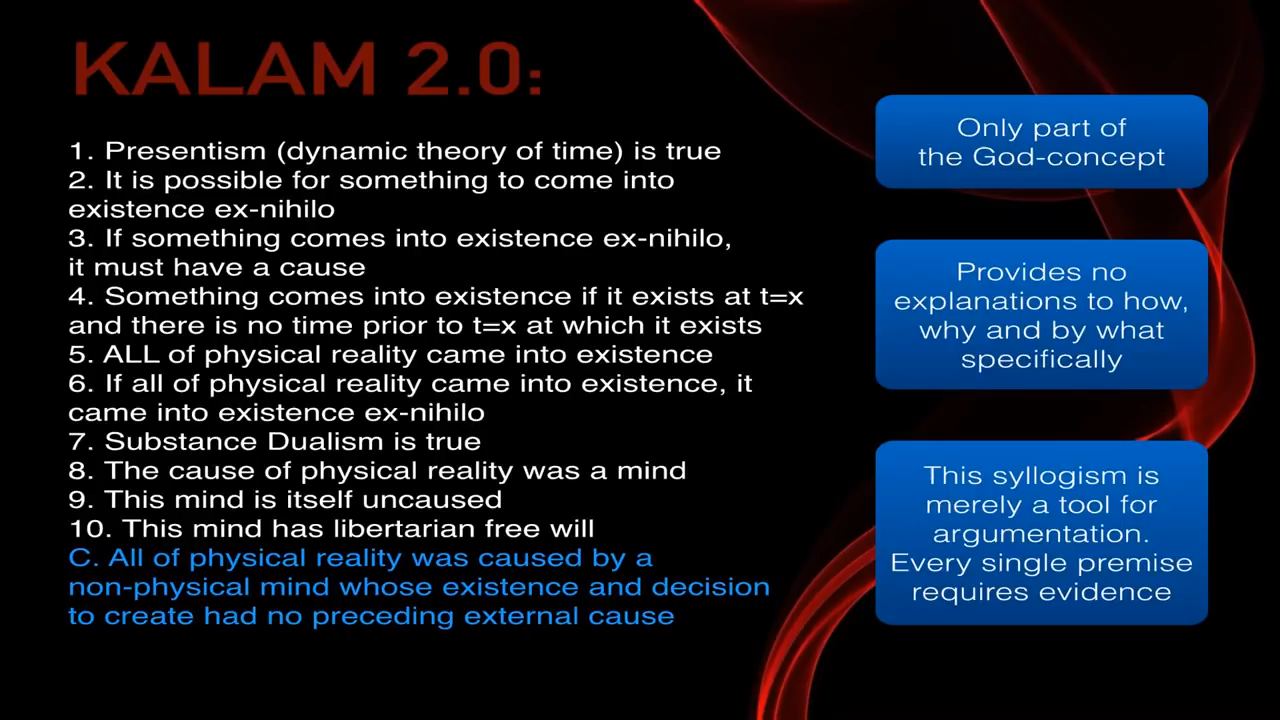 KALAM 2.0:
1. Presentism (dynamic theory of time) is true
2. It is possible for something to come into
existence ex-nihilo
3. If something comes into existence ex-nihilo,
it must have a cause
4. Something comes into existence if it exists at t=x
and there is no time prior to t=x at which it exists
5. ALL of physical reality came into existence
6. If all of physical reality came into existence, it
came into existence ex-nihilo
7. Substance Dualism is true
8. The cause of physical reality was a mind
9. This mind is itself uncaused
10. This mind has libertarian free will
C. All of physical reality was caused by a
non-physical mind whose existence and decision
to create had no preceding external cause
Only part of
the God-concept
Provides no
explanations to how,
why and by what
specifically
This syllogism is
merely a tool for
argumentation.
Every single premise
requires evidence